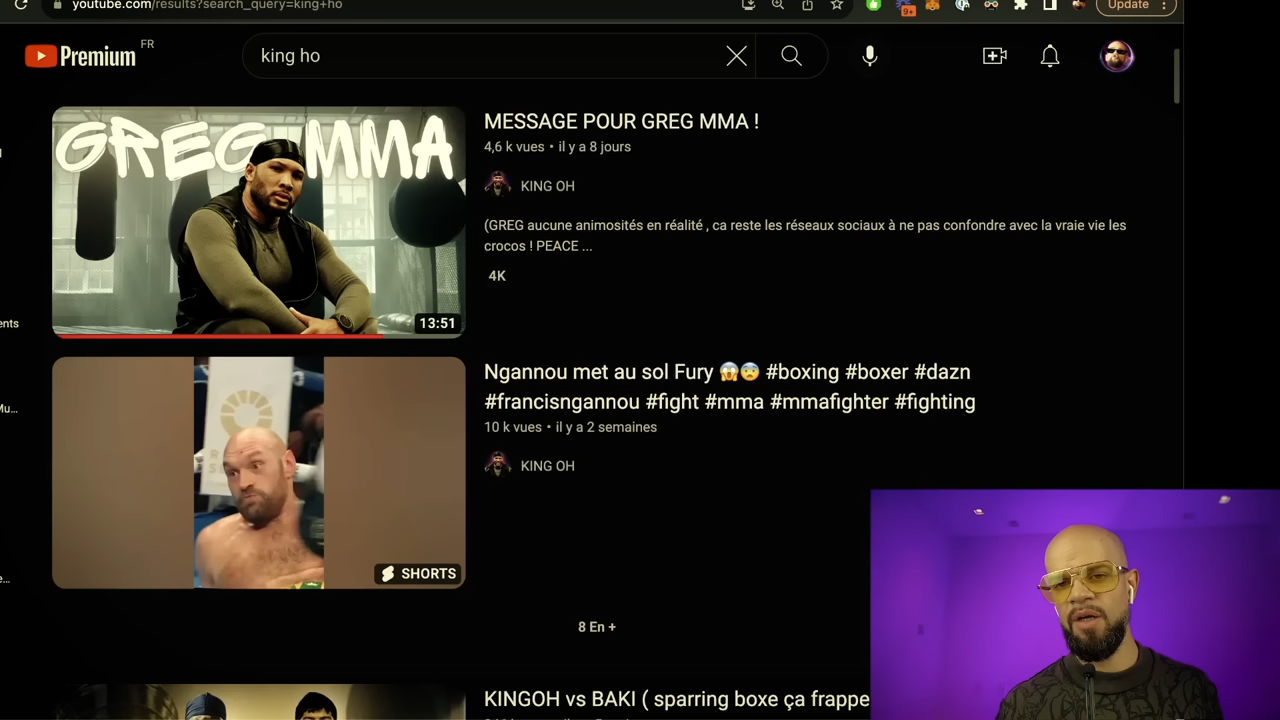 youtube.com/results?search_query=king+ho
9+
Update
Premium
FR
king ho
GREG MMA
13:51
MESSAGE POUR GREG MMA !
4,6 k vues • il y a 8 jours
KING OH
(GREG aucune animosités en réalité , ca reste les réseaux sociaux à ne pas confondre avec la vraie vie les
crocos ! PEACE ...
4K
ents
Mu...
e...
SHORTS
Ngannou met au sol Fury 😱😨 #boxing #boxer #dazn
#francisngannou #fight #mma #mmafighter #fighting
10 k vues • il y a 2 semaines
KING OH
8 En +
KINGOH vs BAKI ( sparring boxe ça frappe